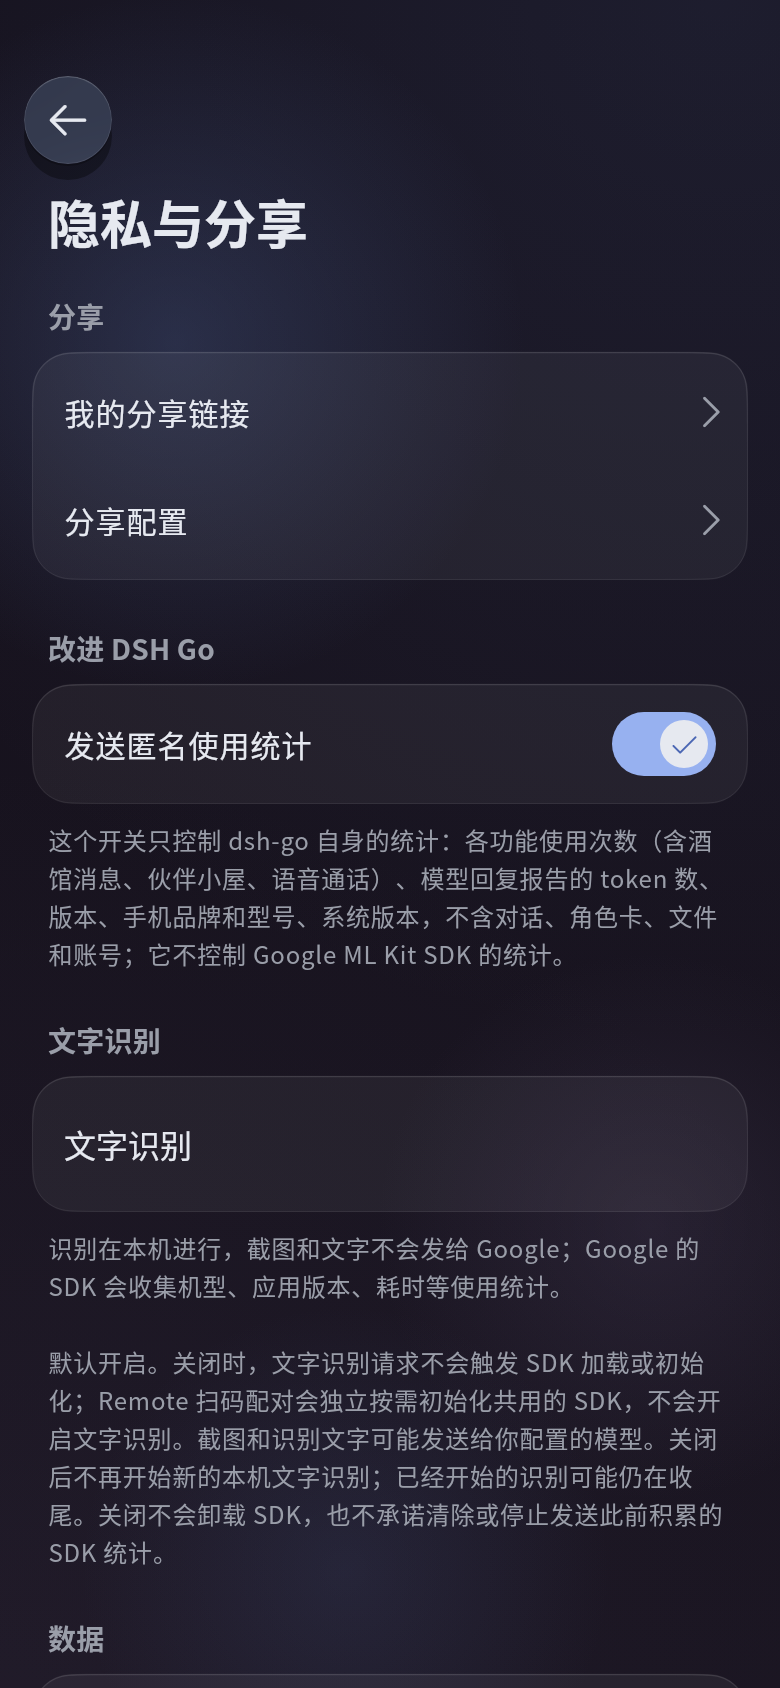 隐私与分享
分享
我的分享链接
分享配置
改进 DSH Go
发送匿名使用统计
这个开关只控制 dsh-go 自身的统计：各功能使用次数（含酒
馆消息、伙伴小屋、语音通话）、模型回复报告的 token 数、
版本、手机品牌和型号、系统版本，不含对话、角色卡、文件
和账号；它不控制 Google ML Kit SDK 的统计。
文字识别
文字识别
识别在本机进行，截图和文字不会发给 Google；Google 的
SDK 会收集机型、应用版本、耗时等使用统计。
默认开启。关闭时，文字识别请求不会触发 SDK 加载或初始
化；Remote 扫码配对会独立按需初始化共用的 SDK，不会开
启文字识别。截图和识别文字可能发送给你配置的模型。关闭
后不再开始新的本机文字识别；已经开始的识别可能仍在收
尾。关闭不会卸载 SDK，也不承诺清除或停止发送此前积累的
SDK 统计。
数据